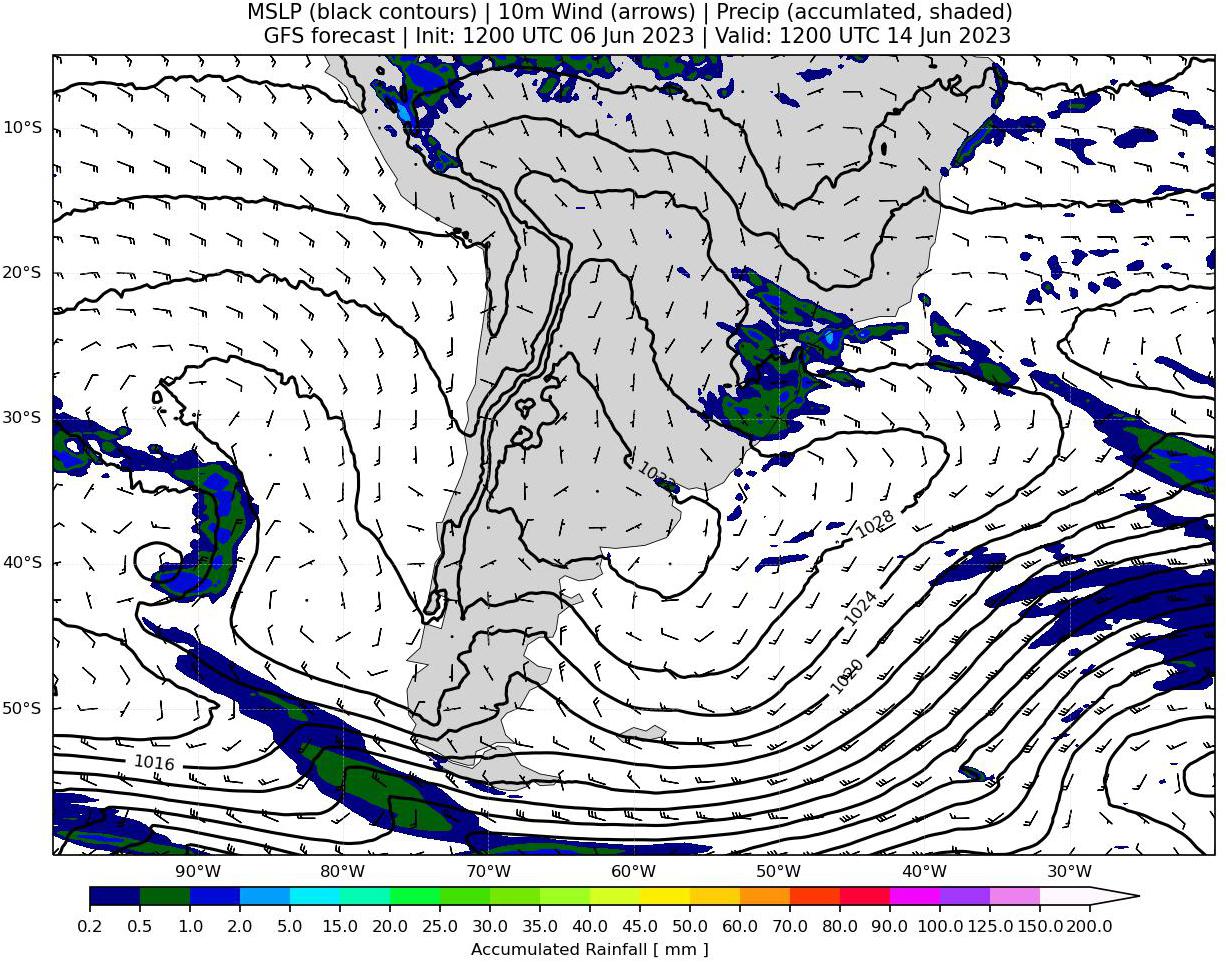 MSLP (black contours) | 10m Wind (arrows) | Precip (accumlated, shaded)
GFS forecast | Init: 1200 UTC 06 Jun 2023 | Valid: 1200 UTC 14 Jun 2023
10°S
20°S
30°S
1032
1028
40°S
1024
1020
50°S
1016
90°W 80°W 70°W 60°W 50°W 40°W 30°W
0.2 0.5 1.0 2.0 5.0 10.0 15.0 20.0 25.0 30.0 35.0 40.0 45.0 50.0 60.0 70.0 80.0 90.0 100.0 125.0 150.0 200.0
Accumulated Rainfall [ mm ]